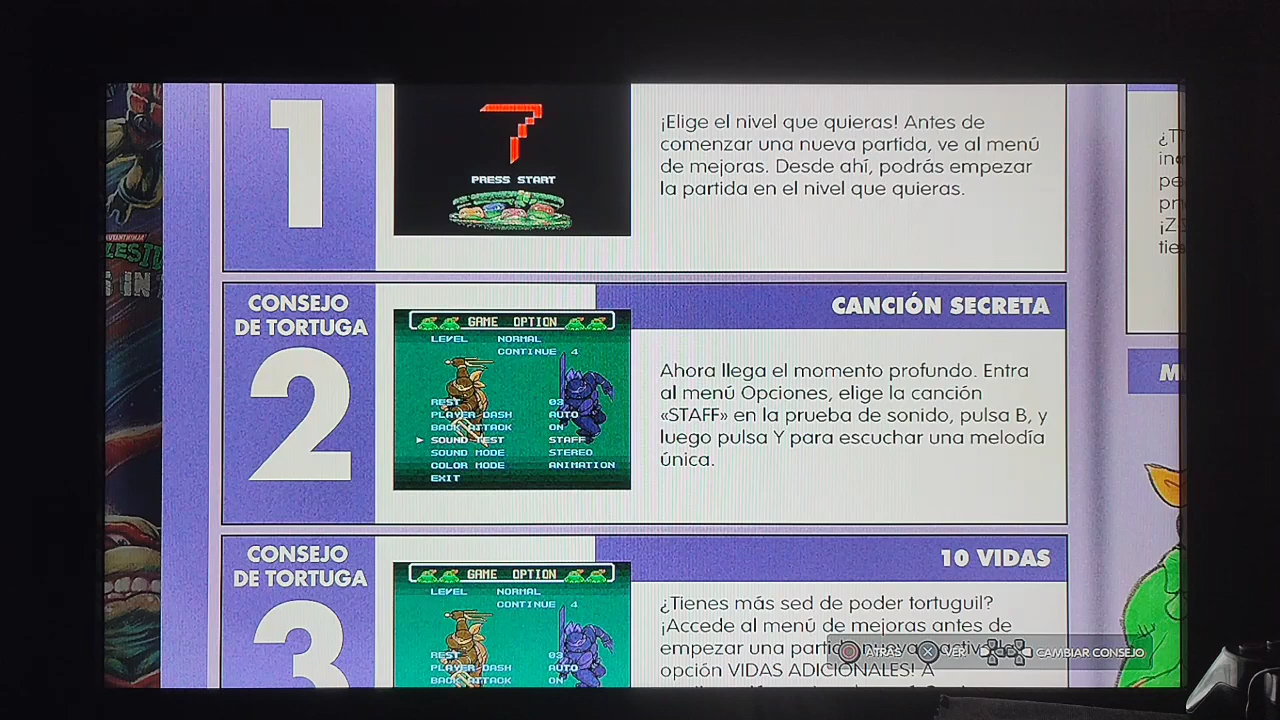 1
7
PRESS START
¡Elige el nivel que quieras! Antes de
comenzar una nueva partida, ve al menú
de mejoras. Desde ahí, podrás empezar
la partida en el nivel que quieras.
CONSEJO
DE TORTUGA
2
GAME OPTION
LEVEL NORMAL
CONTINUE 4
REST 03
PLAYER DASH AUTO
BACK ATTACK ON
SOUND TEST STAFF
SOUND MODE STEREO
COLOR MODE ANIMATION
EXIT
CANCIÓN SECRETA
Ahora llega el momento profundo. Entra
al menú Opciones, elige la canción
«STAFF» en la prueba de sonido, pulsa B, y
luego pulsa Y para escuchar una melodía
única.
CONSEJO
DE TORTUGA
3
GAME OPTION
LEVEL NORMAL
CONTINUE 4
REST 03
PLAYER DASH AUTO
BACK ATTACK ON
10 VIDAS
¿Tienes más sed de poder tortuguil?
¡Accede al menú de mejoras antes de
empezar una
opción VIDAS ADICIONALES! A
ATRÁS VER CAMBIAR CONSEJO